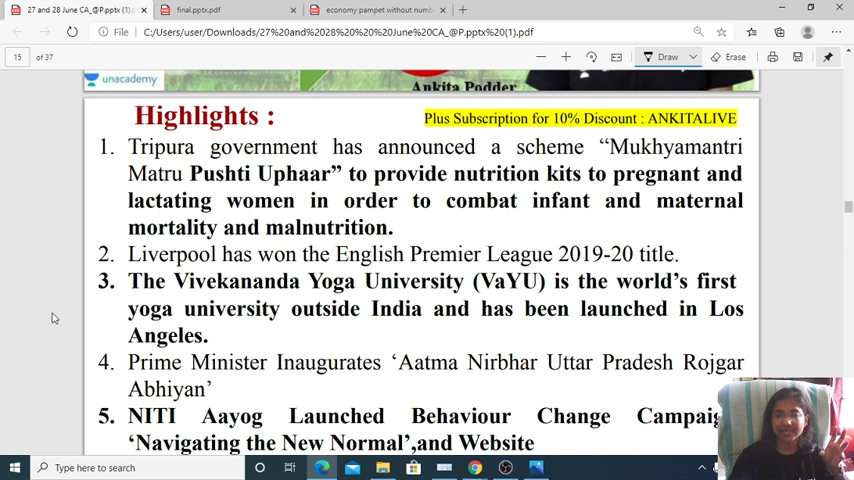 27 and 28 June CA_@P.pptx (1).p
final.pptx.pdf
economy pampet without numb
File
C:/Users/user/Downloads/27%20and%2028%20%20%20June%20CA_@P.pptx%20(1).pdf
15 of 37
Draw
Erase
unacademy
Ankita Podder
Highlights :
Plus Subscription for 10% Discount : ANKITALIVE
1. Tripura government has announced a scheme “Mukhyamantri
Matru Pushti Uphaar” to provide nutrition kits to pregnant and
lactating women in order to combat infant and maternal
mortality and malnutrition.
2. Liverpool has won the English Premier League 2019-20 title.
3. The Vivekananda Yoga University (VaYU) is the world’s first
yoga university outside India and has been launched in Los
Angeles.
4. Prime Minister Inaugurates ‘Aatma Nirbhar Uttar Pradesh Rojgar
Abhiyan’
5. NITI Aayog Launched Behaviour Change Campaig
‘Navigating the New Normal’,and Website
Type here to search